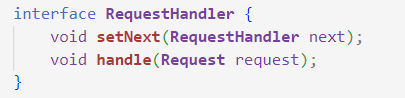 interface RequestHandler {
    void setNext(RequestHandler next);
    void handle(Request request);
}